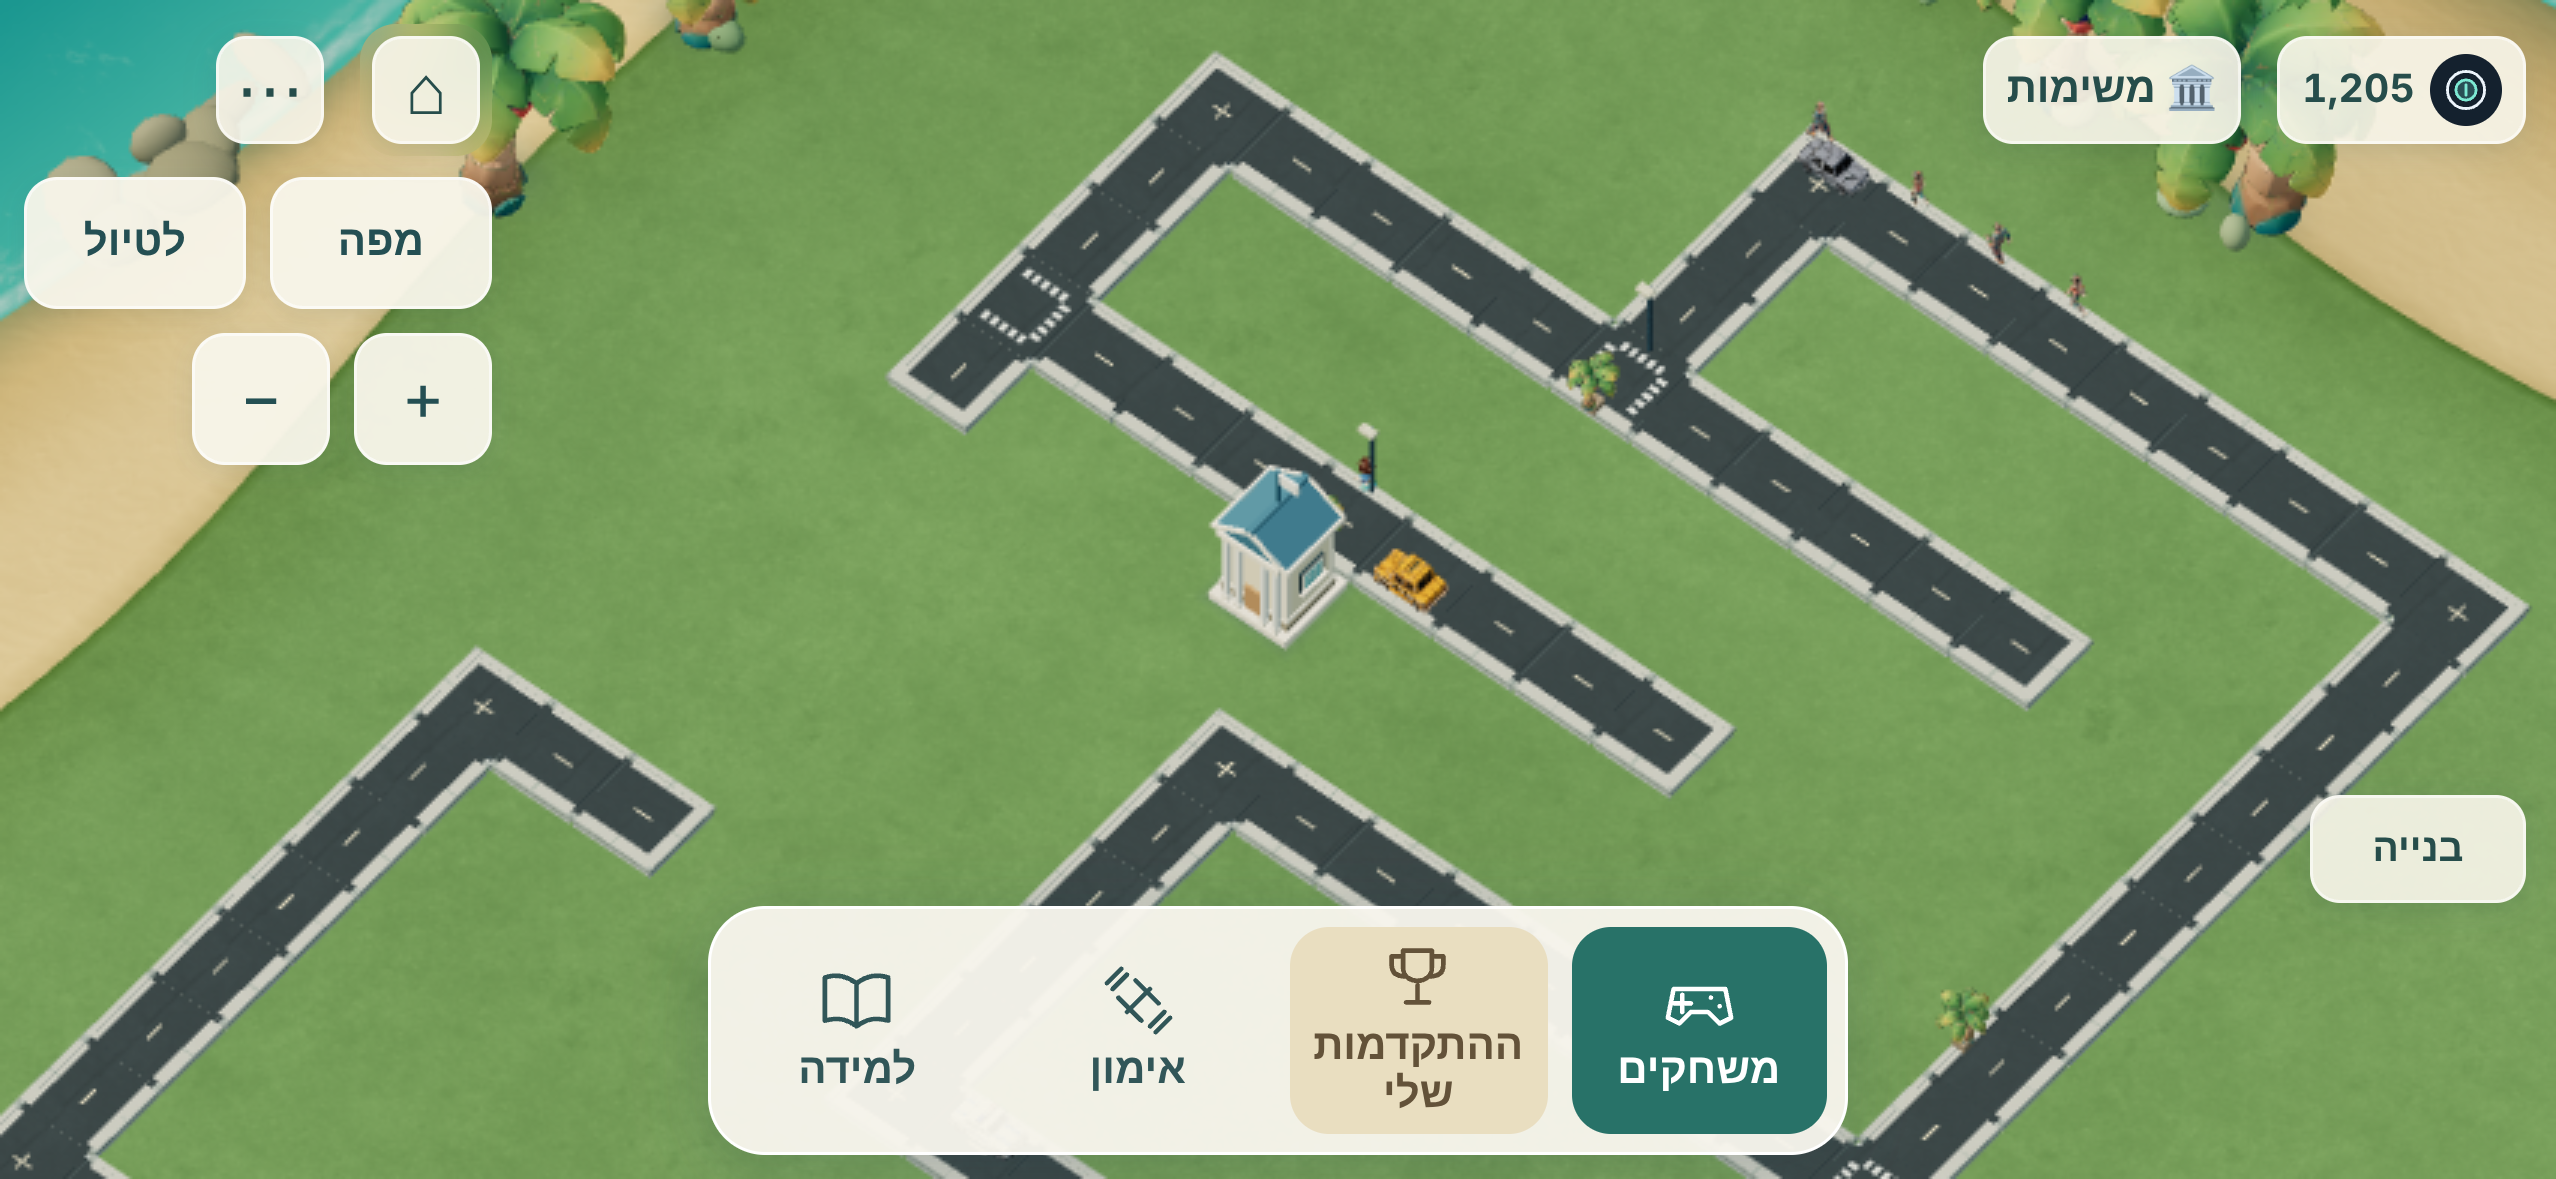 1,205
משימות
מפה
לטיול
+
−
בנייה
משחקים
ההתקדמות
שלי
אימון
למידה